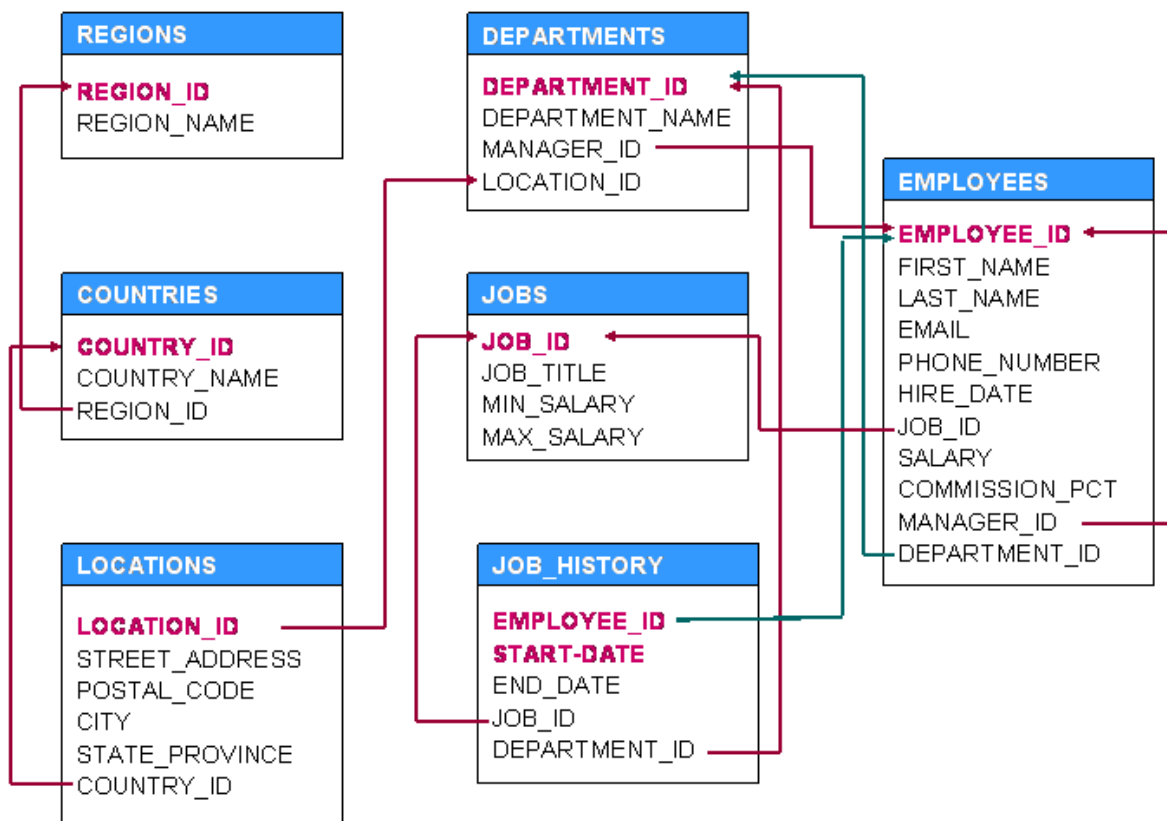 REGIONS
REGION_ID
REGION_NAME
DEPARTMENTS
DEPARTMENT_ID
DEPARTMENT_NAME
MANAGER_ID
LOCATION_ID
EMPLOYEES
EMPLOYEE_ID
FIRST_NAME
LAST_NAME
EMAIL
PHONE_NUMBER
HIRE_DATE
JOB_ID
SALARY
COMMISSION_PCT
MANAGER_ID
DEPARTMENT_ID
COUNTRIES
COUNTRY_ID
COUNTRY_NAME
REGION_ID
JOBS
JOB_ID
JOB_TITLE
MIN_SALARY
MAX_SALARY
LOCATIONS
LOCATION_ID
STREET_ADDRESS
POSTAL_CODE
CITY
STATE_PROVINCE
COUNTRY_ID
JOB_HISTORY
EMPLOYEE_ID
START-DATE
END_DATE
JOB_ID
DEPARTMENT_ID